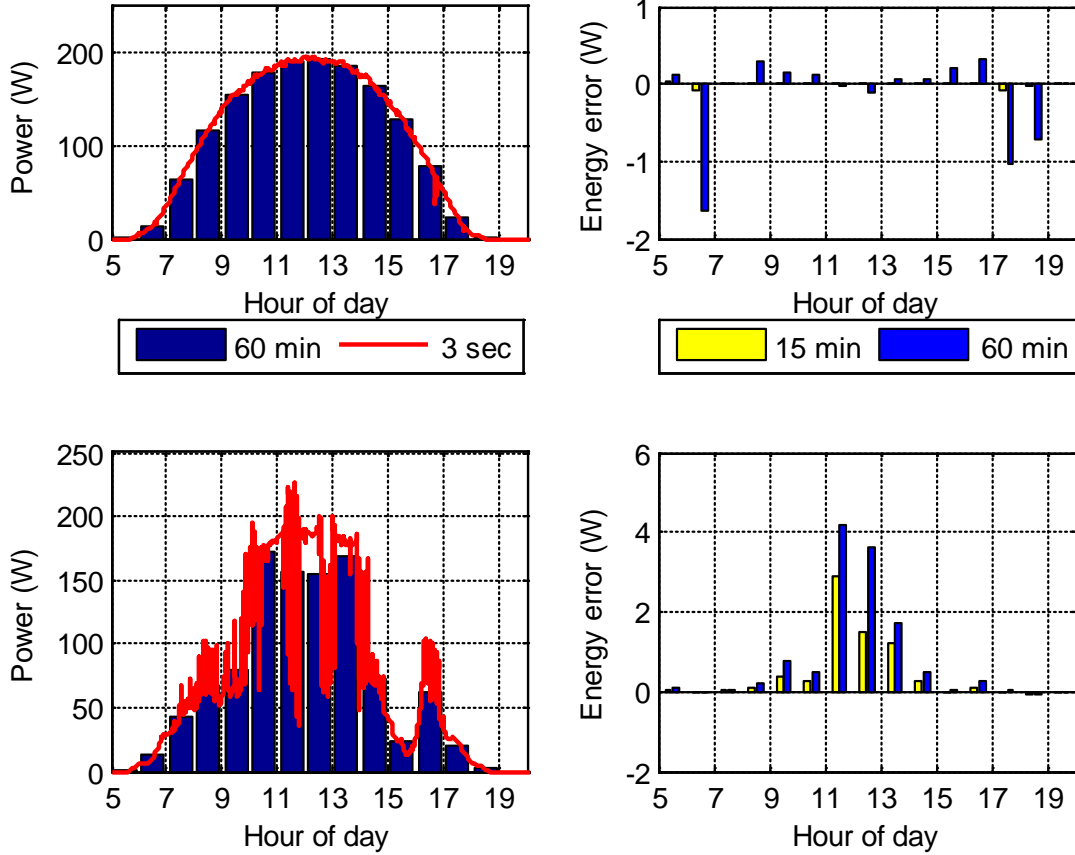 Power (W)
200
100
0
5 7 9 11 13 15 17 19
Hour of day
Energy error (W)
1
0
-1
-2
5 7 9 11 13 15 17 19
Hour of day
60 min 3 sec
15 min 60 min
Power (W)
250
200
150
100
50
0
5 7 9 11 13 15 17 19
Hour of day
Energy error (W)
6
4
2
0
-2
5 7 9 11 13 15 17 19
Hour of day